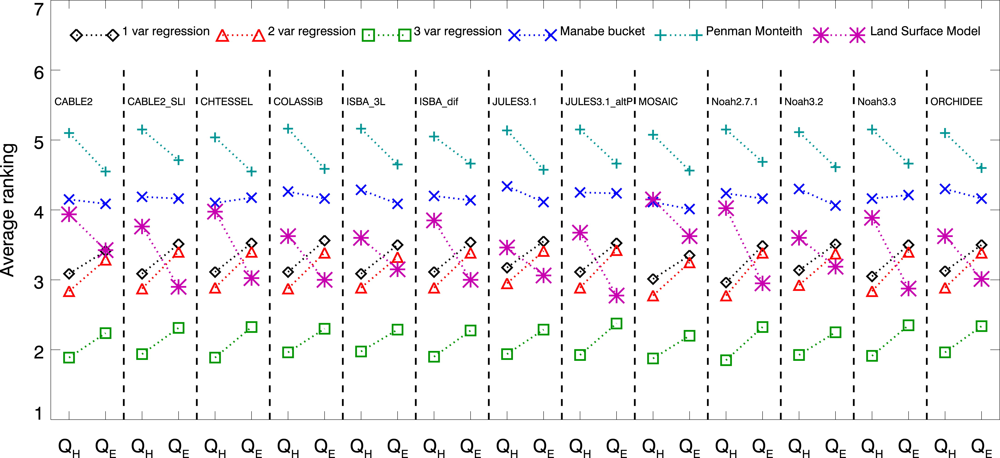 7
1 var regression 2 var regression 3 var regression Manabe bucket Penman Monteith Land Surface Model
6
CABLE2 CABLE2_SLI CHTESSEL COLASSiB ISBA_3L ISBA_dif JULES3.1 JULES3.1_altP MOSAIC Noah2.7.1 Noah3.2 Noah3.3 ORCHIDEE
5
Average ranking
4
3
2
1
QH QE QH QE QH QE QH QE QH QE QH QE QH QE QH QE QH QE QH QE QH QE QH QE QH QE